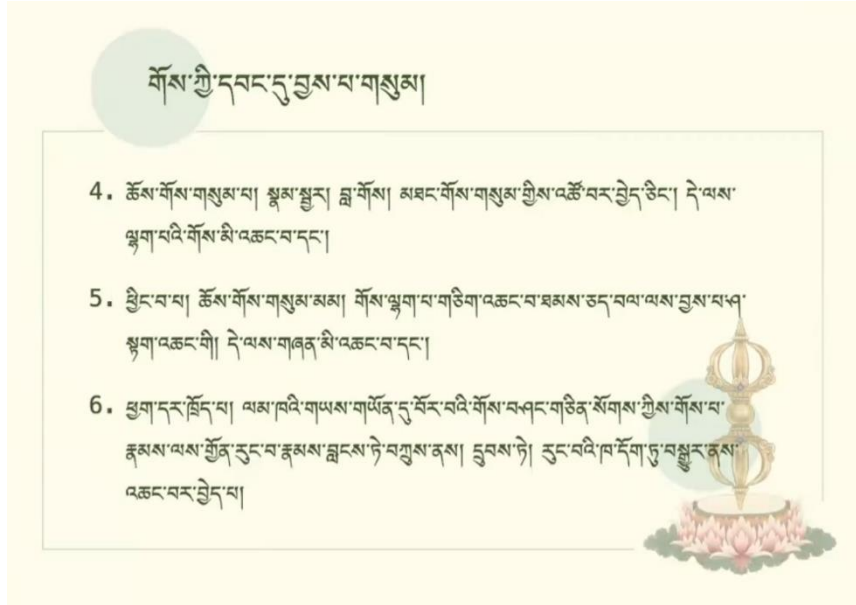 གོས་ཀྱི་དབང་དུ་བྱས་པ་གསུམ།
4. ཆོས་གོས་གསུམ་པ། སྣམ་སྦྱར། བླ་གོས། མཐང་གོས་གསུམ་གྱིས་འཚོ་བར་བྱེད་ཅིང་། དེ་ལས་
ལྷག་པའི་གོས་མི་འཆང་བ་དང་།
5. ཕྱིང་བ་པ། ཆོས་གོས་གསུམ་མམ། གོས་ལྷག་པ་གཅིག་འཆང་བ་ཐམས་ཅད་བལ་ལས་བྱས་པ་ཤ་
སྟག་འཆང་གི། དེ་ལས་གཞན་མི་འཆང་བ་དང་།
6. ཕྱག་དར་ཁྲོད་པ། ལམ་ཁའི་གཡས་གཡོན་དུ་བོར་བའི་གོས་བཤང་གཅིན་སོགས་ཀྱིས་གོས་པ་
རྣམས་ལས་གྱོན་རུང་བ་རྣམས་བླངས་ཏེ་བཀྲུས་ནས། དྲུབས་ཏེ། རུང་བའི་ཁ་དོག་ཏུ་བསྒྱུར་ནས་
འཆང་བར་བྱེད་པ།